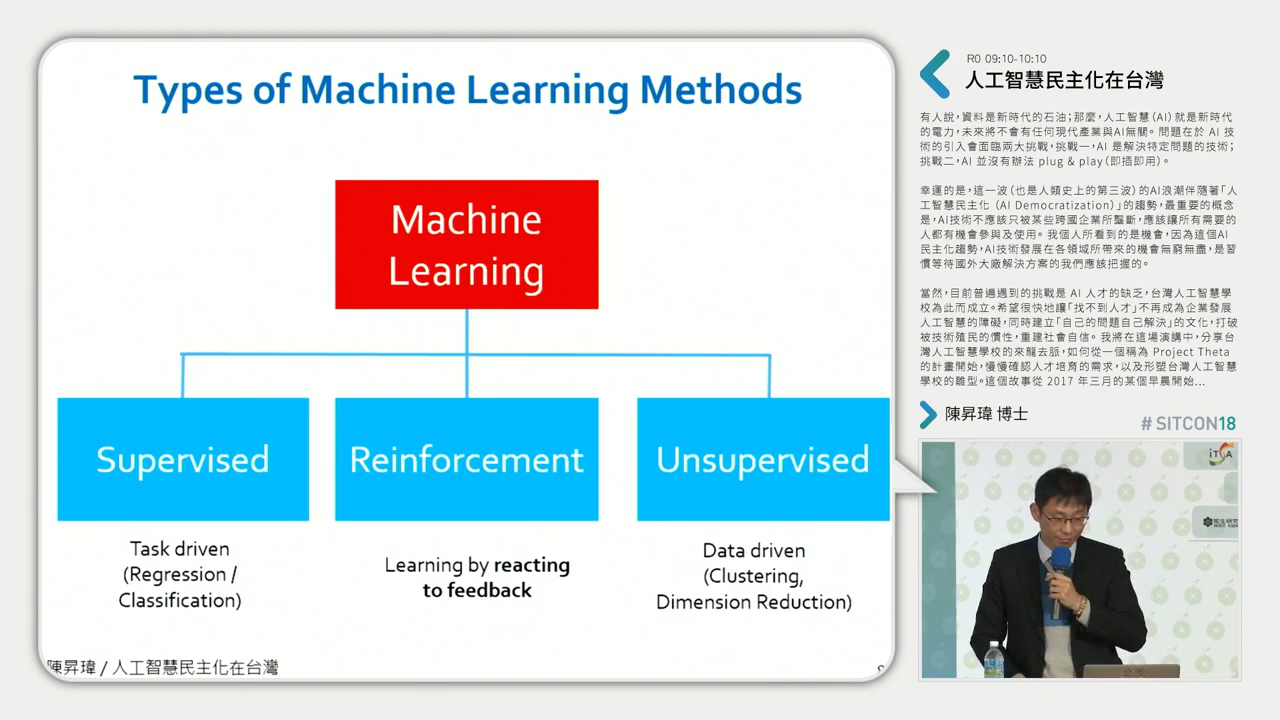 Types of Machine Learning Methods
Machine
Learning
Supervised
Reinforcement
Unsupervised
Task driven
(Regression /
Classification)
Learning by reacting
to feedback
Data driven
(Clustering,
Dimension Reduction)
陳昇瑋 / 人工智慧民主化在台灣
R0 09:10-10:10
人工智慧民主化在台灣
有人說，資料是新時代的石油；那麼，人工智慧（AI）就是新時代
的電力，未來將不會有任何現代產業與AI無關。問題在於 AI 技
術的引入會面臨兩大挑戰，挑戰一，AI 是解決特定問題的技術；
挑戰二，AI 並沒有辦法 plug & play（即插即用）。
幸運的是，這一波（也是人類史上的第三波）的AI浪潮伴隨著「人
工智慧民主化（AI Democratization）」的趨勢，最重要的概念
是，AI技術不應該只被某些跨國企業所壟斷，應該讓所有需要的
人都有機會參與及使用。我個人所看到的是機會，因為這個AI
民主化趨勢，AI技術發展在各領域所帶來的機會無窮無盡，是習
慣等待國外大廠解決方案的我們應該把握的。
當然，目前普遍遇到的挑戰是 AI 人才的缺乏，台灣人工智慧學
校為此而成立。希望很快地讓「找不到人才」不再成為企業發展
人工智慧的障礙，同時建立「自己的問題自己解決」的文化，打破
被技術殖民的慣性，重建社會自信。我將在這場演講中，分享台
灣人工智慧學校的來龍去脈，如何從一個稱為 Project Theta
的計畫開始，慢慢確認人才培育的需求，以及形塑台灣人工智慧
學校的雛型。這個故事從 2017 年三月的某個早晨開始...
陳昇瑋 博士
# SITCON18